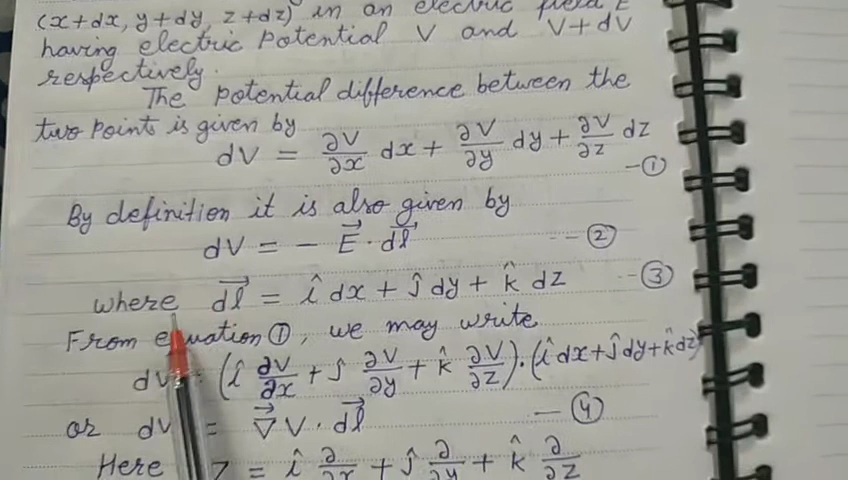 (x+dx, y+dy, z+dz) in an electric field E
having electric potential V and V+dV
respectively.
The potential difference between the
two points is given by
dV = ∂V/∂x dx + ∂V/∂y dy + ∂V/∂z dz
-①
By definition it is also given by
dV = - E⃗ . dl⃗ --②
where dl⃗ = î dx + ĵ dy + k̂ dz -③
From equation ①, we may write
dV = (î ∂V/∂x + ĵ ∂V/∂y + k̂ ∂V/∂z).(î dx+ĵ dy+k̂ dz)
or dV = ∇⃗ V . dl⃗ -④
Here = î ∂/∂x + ĵ ∂/∂y + k̂ ∂/∂z